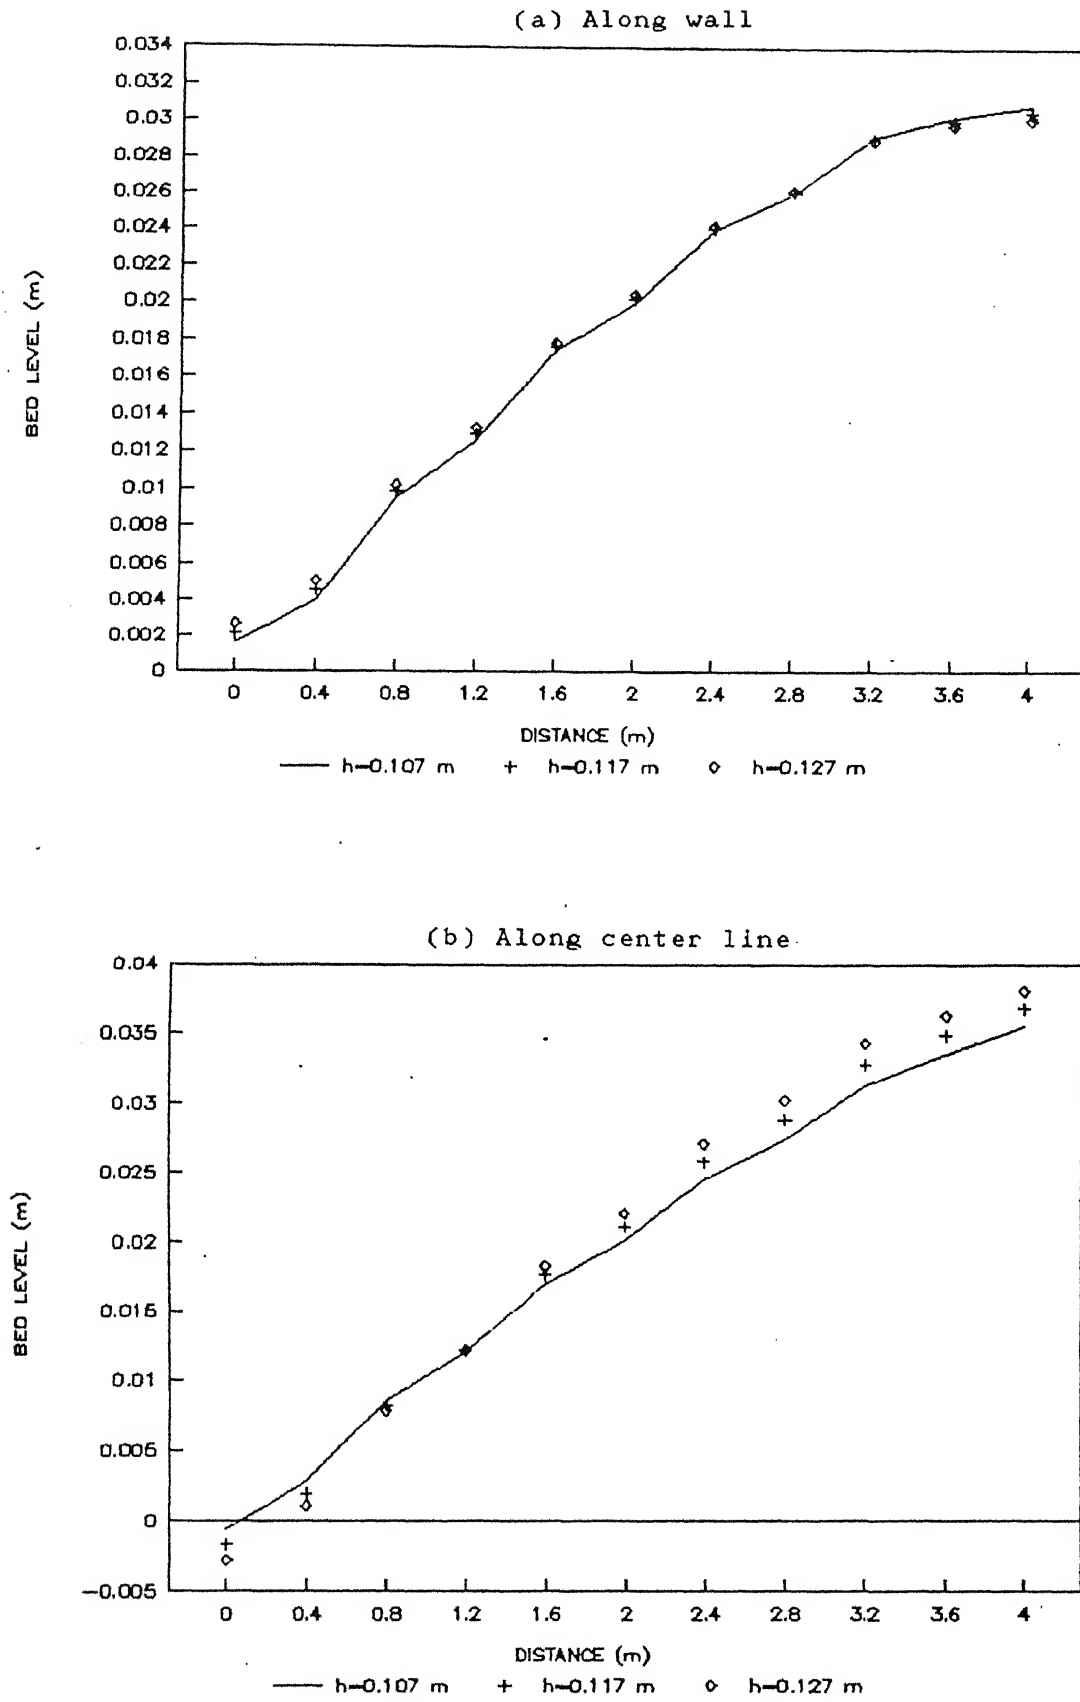 (a) Along wall
0.034
0.032
0.03
0.028
0.026
0.024
0.022
0.02
0.018
0.016
0.014
0.012
0.01
0.008
0.006
0.004
0.002
0
BED LEVEL (m)
0 0.4 0.8 1.2 1.6 2 2.4 2.8 3.2 3.6 4
DISTANCE (m)
h=0.107 m + h=0.117 m ◇ h=0.127 m
(b) Along center line
0.04
0.035
0.03
0.025
0.02
0.015
0.01
0.005
0
-0.005
BED LEVEL (m)
0 0.4 0.8 1.2 1.6 2 2.4 2.8 3.2 3.6 4
DISTANCE (m)
h=0.107 m + h=0.117 m ◇ h=0.127 m